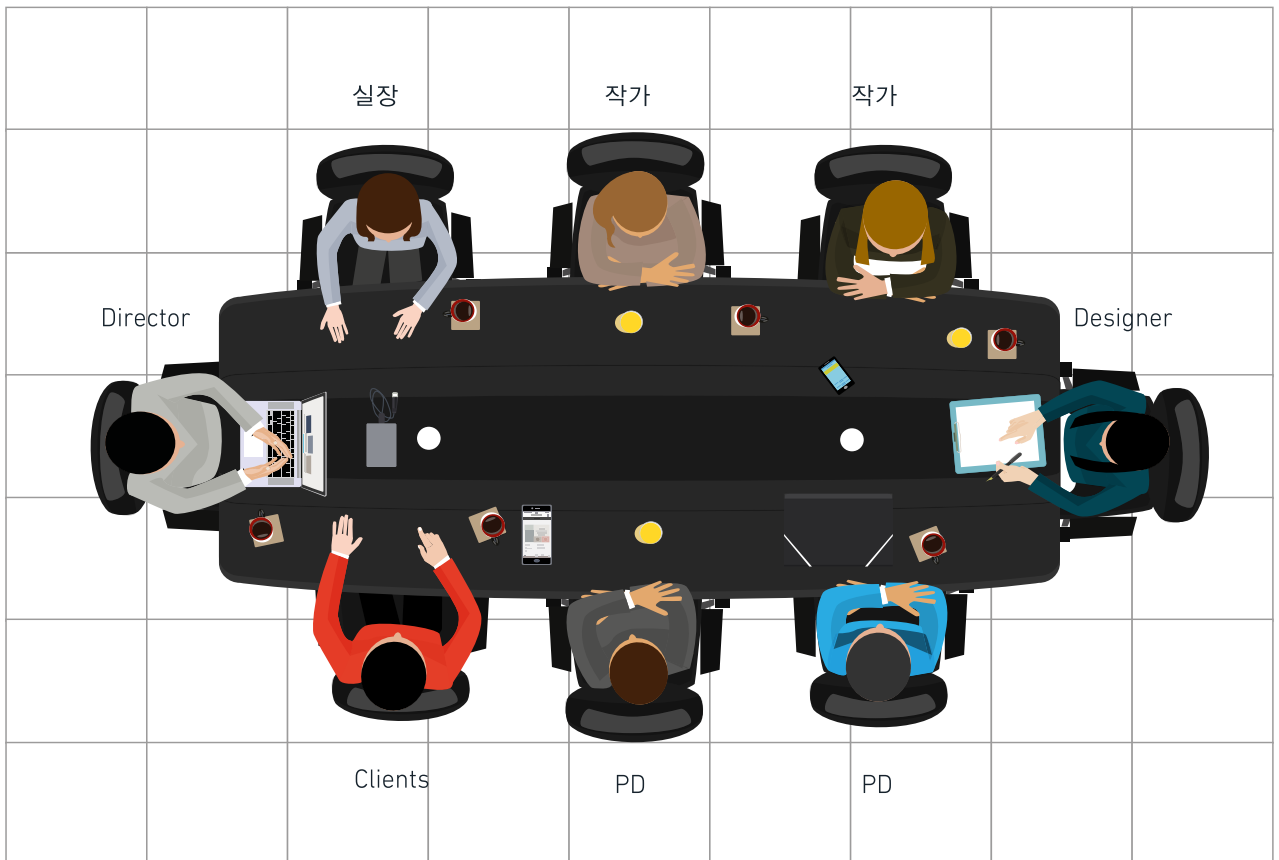 실장
작가
작가
Director
Designer
Clients
PD
PD